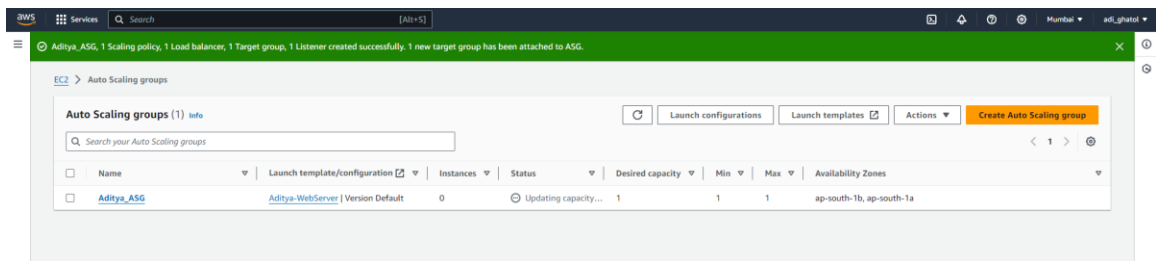 aws Services Search [Alt+S] Mumbai adi_ghatol
Aditya_ASG, 1 Scaling policy, 1 Load balancer, 1 Target group, 1 Listener created successfully. 1 new target group has been attached to ASG.
EC2 > Auto Scaling groups
Auto Scaling groups (1) Info Launch configurations Launch templates Actions Create Auto Scaling group
Search your Auto Scaling groups 1
Name Launch template/configuration Instances Status Desired capacity Min Max Availability Zones
Aditya_ASG Aditya-WebServer | Version Default 0 Updating capacity... 1 1 1 ap-south-1b, ap-south-1a